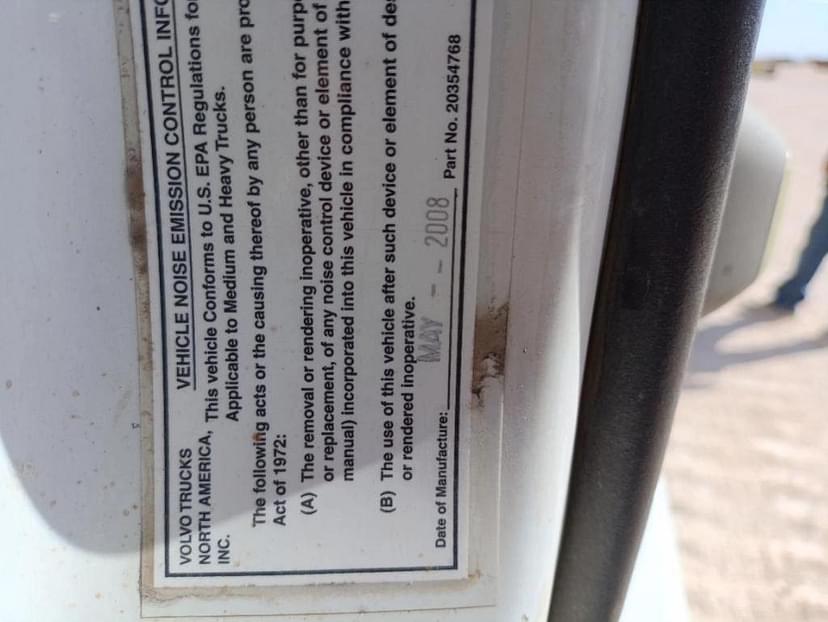 VOLVO TRUCKS
NORTH AMERICA,
INC.
VEHICLE NOISE EMISSION CONTROL INFO
This vehicle Conforms to U.S. EPA Regulations for
Applicable to Medium and Heavy Trucks.
The following acts or the causing thereof by any person are pro
Act of 1972:
(A) The removal or rendering inoperative, other than for purp
or replacement, of any noise control device or element of
manual) incorporated into this vehicle in compliance with
(B) The use of this vehicle after such device or element of des
or rendered inoperative.
Date of Manufacture: MAY - - 2008 Part No. 20354768